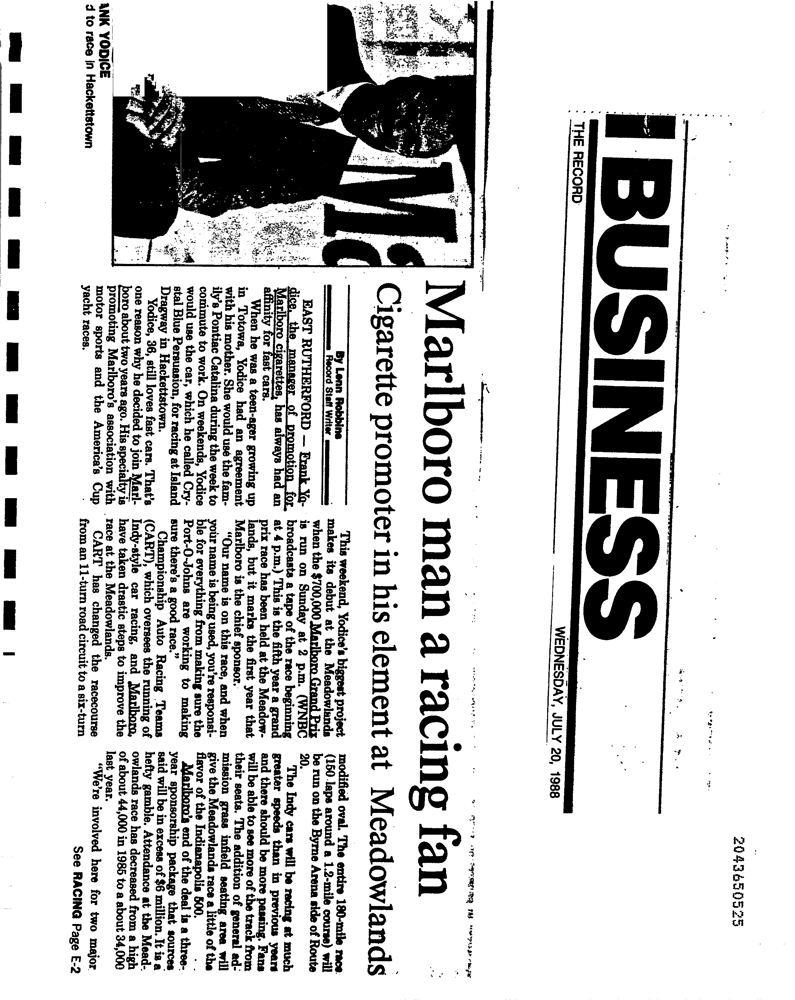 BUSINESS
THE RECORD
WEDNESDAY, JULY 20, 1988
Marlboro man a racing fan
Cigarette promoter in his element at Meadowlands
Ma
ANK YODICE
d to race in Hackettstown
By Lenn Robbins
Record Staff Writer
EAST RUTHERFORD — Frank Yo-
dice, the manager of promotion for
Marlboro cigarettes, has always had an
affinity for fast cars.
When he was a teen-ager growing up
in Totowa, Yodice had an agreement
with his mother. She would use the fam-
ily's Pontiac Catalina during the week to
commute to work. On weekends, Yodice
would use the car, which he called Cry-
stal Blue Persuasion, for racing at Island
Dragway in Hackettstown.
Yodice, 36, still loves fast cars. That's
one reason why he decided to join Marl-
boro about two years ago. His specialty is
promoting Marlboro's association with
motor sports and the America's Cup
yacht races.
This weekend, Yodice's biggest project
makes its debut at the Meadowlands
when the $700,000 Marlboro Grand Prix
is run on Sunday at 2 p.m. (WNBC
broadcasts a tape of the race beginning
at 4 p.m.) This is the fifth year a grand
prix race has been held at the Meadow-
lands, but it marks the first year that
Marlboro is the chief sponsor.
"Our name is on this race, and when
your name is being used, you're responsi-
ble for everything from making sure the
Port-O-Johns are working to making
sure there's a good race."
Championship Auto Racing Teams
(CART), which oversees the running of
Indy-style car racing, and Marlboro,
have taken drastic steps to improve the
race at the Meadowlands.
CART has changed the racecourse
from an 11-turn road circuit to a six-turn
modified oval. The entire 180-mile race
(150 laps around a 1.2-mile course) will
be run on the Byrne Arena side of Route
20.
The Indy cars will be racing at much
greater speeds than in previous years
and there should be more passing. Fans
will be able to see more of the track from
their seats. The addition of general ad-
mission grass infield seating area will
give the Meadowlands race a little of the
flavor of the Indianapolis 500.
Marlboro's end of the deal is a three-
year sponsorship package that sources
said will be in excess of $6 million. It is a
hefty gamble. Attendance at the Mead-
owlands race has decreased from a high
of about 44,000 in 1985 to a about 34,000
last year.
"We're involved here for two major
See RACING Page E-2
2043650525